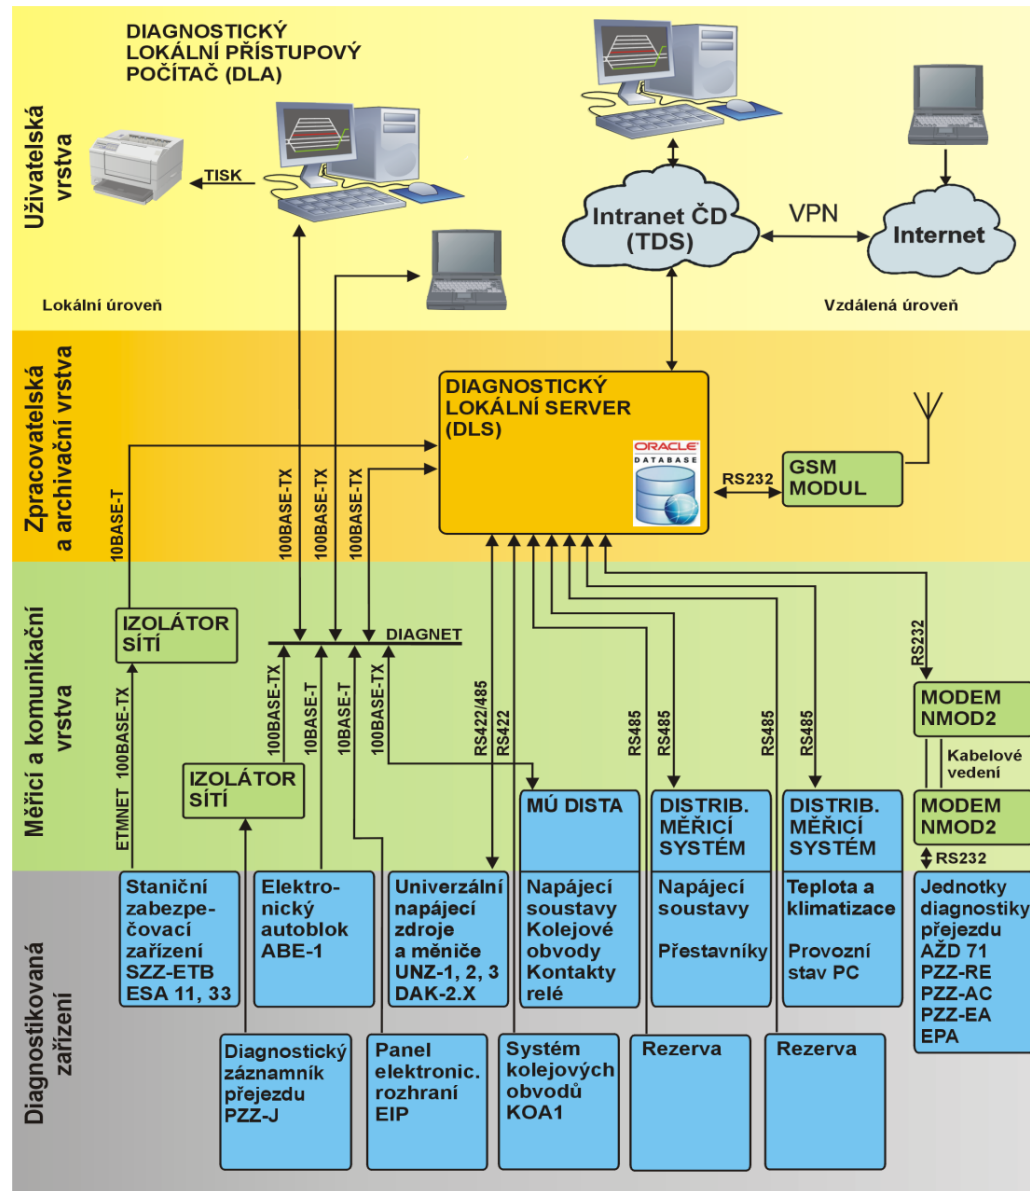 DIAGNOSTICKÝ
LOKÁLNÍ PŘÍSTUPOVÝ
POČÍTAČ (DLA)
Uživatelská
vrstva
TISK
Intranet ČD
(TDS)
VPN
Internet
Lokální úroveň
Vzdálená úroveň
Zpracovatelská
a archivační vrstva
DIAGNOSTICKÝ
LOKÁLNÍ SERVER
(DLS)
ORACLE
DATABASE
RS232
GSM
MODUL
10BASE-T
100BASE-TX
100BASE-TX
100BASE-TX
Měřící a komunikační
vrstva
IZOLÁTOR
SÍTÍ
DIAGNET
ETMNET 100BASE-TX
100BASE-TX
10BASE-T
10BASE-T
100BASE-TX
RS422/485
RS422
RS485
RS485
RS485
RS485
RS232
IZOLÁTOR
SÍTÍ
MODEM
NMOD2
Kabelové
vedení
MODEM
NMOD2
RS232
MÚ DISTA
DISTRIB.
MĚŘICÍ
SYSTÉM
DISTRIB.
MĚŘICÍ
SYSTÉM
Diagnostikovaná
zařízení
Staniční
zabezpe-
čovací
zařízení
SZZ-ETB
ESA 11, 33
Elektro-
nický
autoblok
ABE-1
Univerzální
napájecí
zdroje
a měniče
UNZ-1, 2, 3
DAK-2.X
Napájecí
soustavy
Kolejové
obvody
Kontakty
relé
Napájecí
soustavy
Přestavníky
Teplota a
klimatizace
Provozní
stav PC
Jednotky
diagnostiky
přejezdu
AŽD 71
PZZ-RE
PZZ-AC
PZZ-EA
EPA
Diagnostický
záznamník
přejezdu
PZZ-J
Panel
elektronic.
rozhraní
EIP
Systém
kolejových
obvodů
KOA1
Rezerva
Rezerva